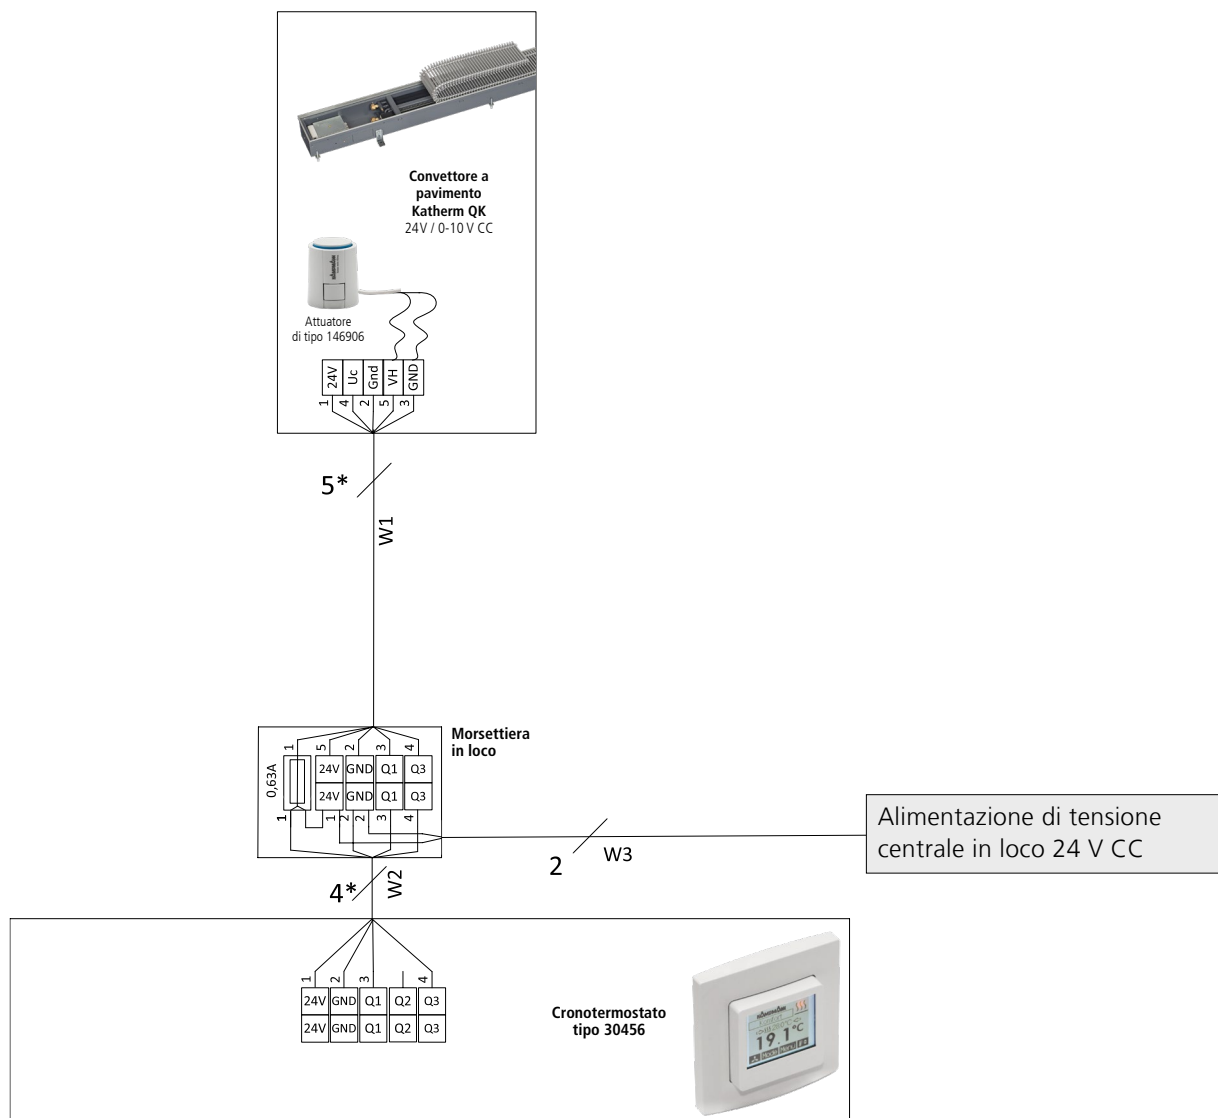 Convettore a
pavimento
Katherm QK
24V / 0-10 V CC
Attuatore
di tipo 146906
24V Uc Gnd VH GND
1 4 2 5 3
5*
W1
Morsettiera
in loco
1 5 2 3 4
0,63A
24V GND Q1 Q3
24V GND Q1 Q3
1 1 2 2 3 4
Alimentazione di tensione
centrale in loco 24 V CC
2 W3
4* W2
1 2 3 4
24V GND Q1 Q2 Q3
24V GND Q1 Q2 Q3
Cronotermostato
tipo 30456
19.1°C